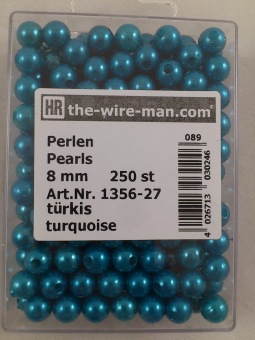 HR the-wire-man.com®
089
Perlen
Pearls
8 mm 250 st
Art.Nr. 1356-27
türkis
turquoise
4 026713 030246